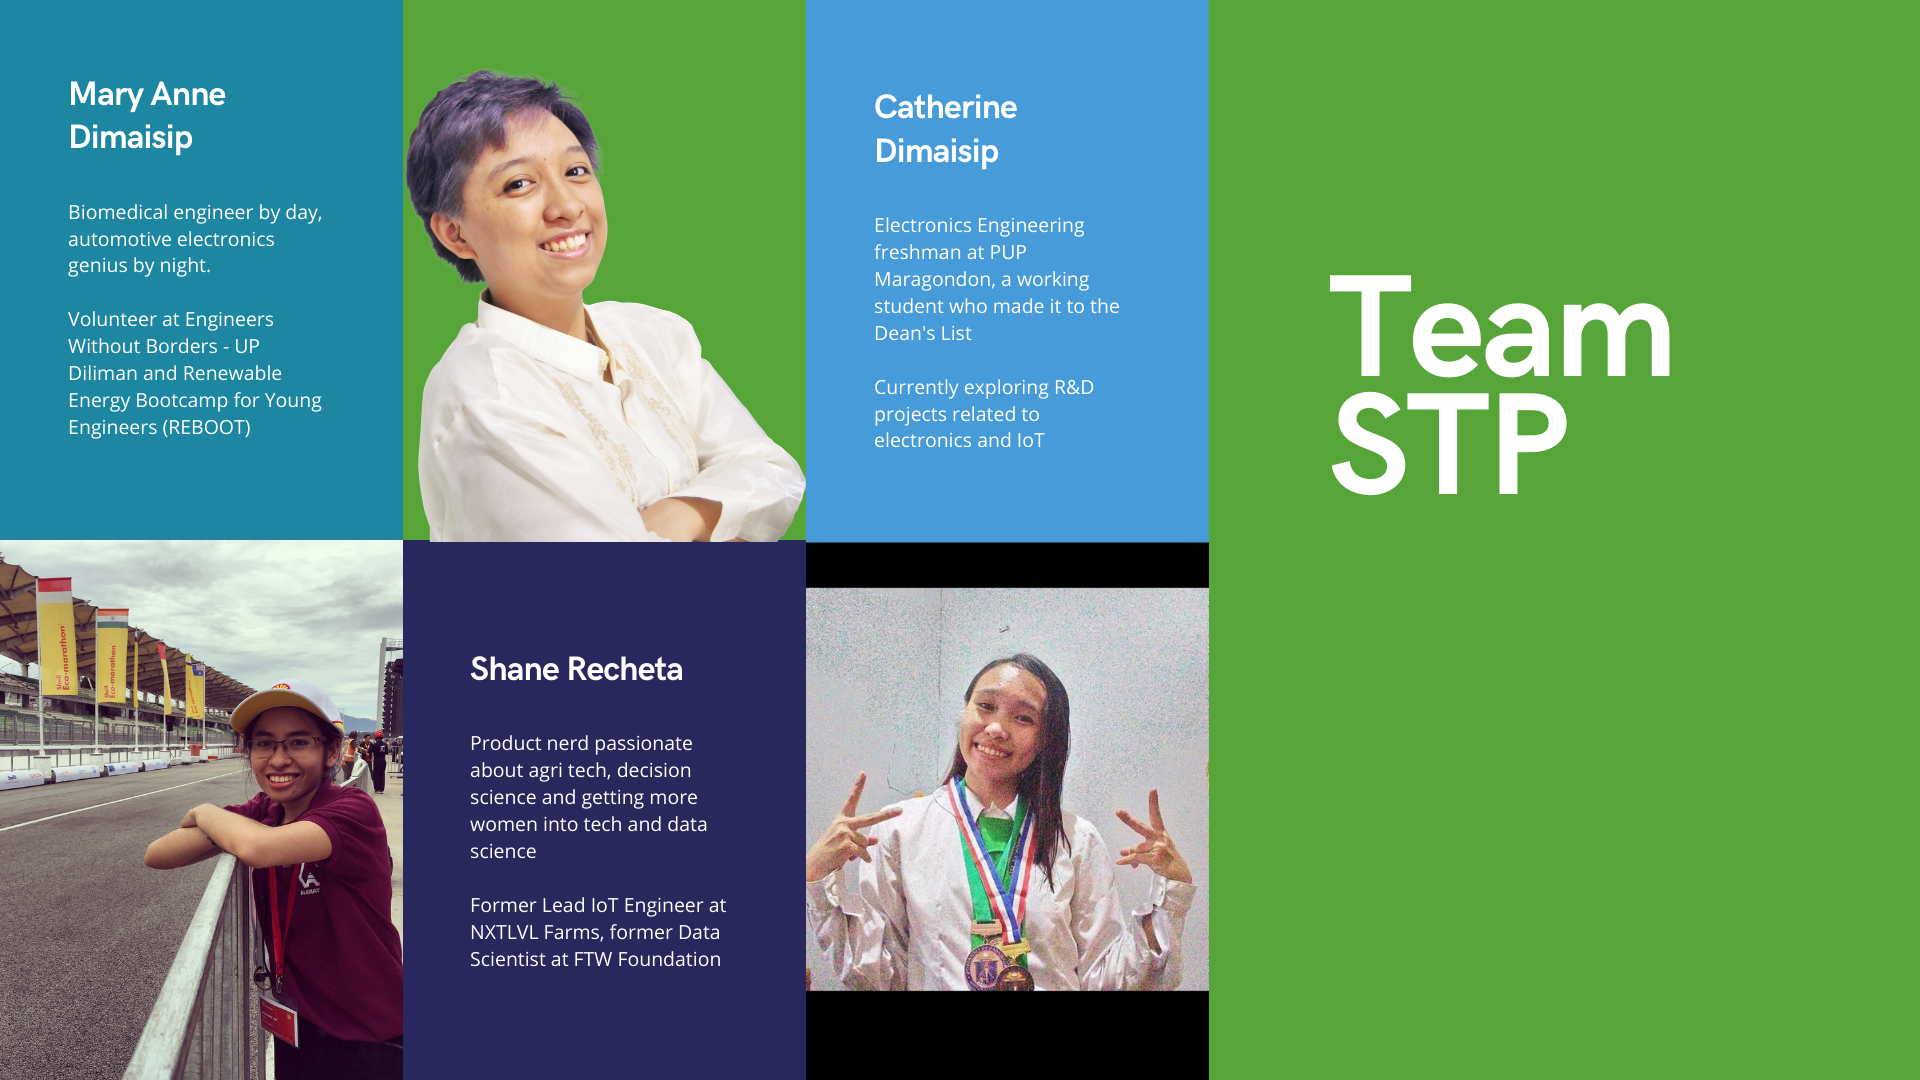 Mary Anne
Dimaisip
Biomedical engineer by day,
automotive electronics
genius by night.
Volunteer at Engineers
Without Borders - UP
Diliman and Renewable
Energy Bootcamp for Young
Engineers (REBOOT)
Catherine
Dimaisip
Electronics Engineering
freshman at PUP
Maragondon, a working
student who made it to the
Dean's List
Currently exploring R&D
projects related to
electronics and IoT
Team
STP
Shell
Eco-marathon
Shell
Eco-marathon
Shane Recheta
Product nerd passionate
about agri tech, decision
science and getting more
women into tech and data
science
Former Lead IoT Engineer at
NXTLVL Farms, former Data
Scientist at FTW Foundation